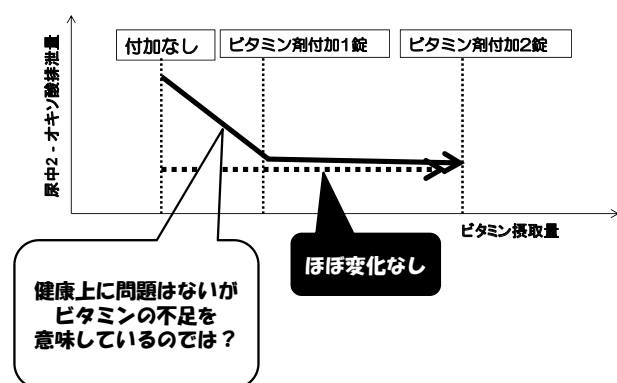 付加なし
ビタミン剤付加1錠
ビタミン剤付加2錠
尿中2‐オキソ酸排泄量
ビタミン摂取量
ほぼ変化なし
健康上に問題はないが
ビタミンの不足を
意味しているのでは？